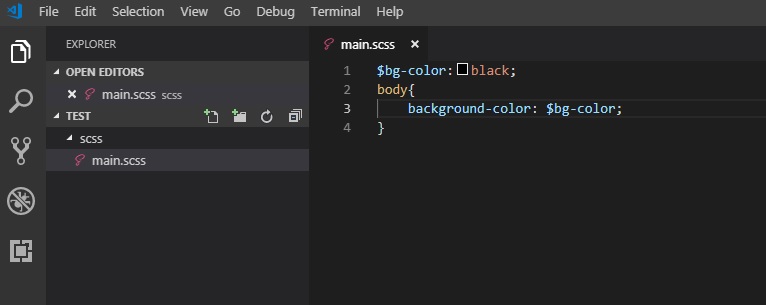 File Edit Selection View Go Debug Terminal Help
EXPLORER
OPEN EDITORS
main.scss scss
TEST
scss
main.scss
main.scss
1 $bg-color: black;
2 body{
3 background-color: $bg-color;
4 }